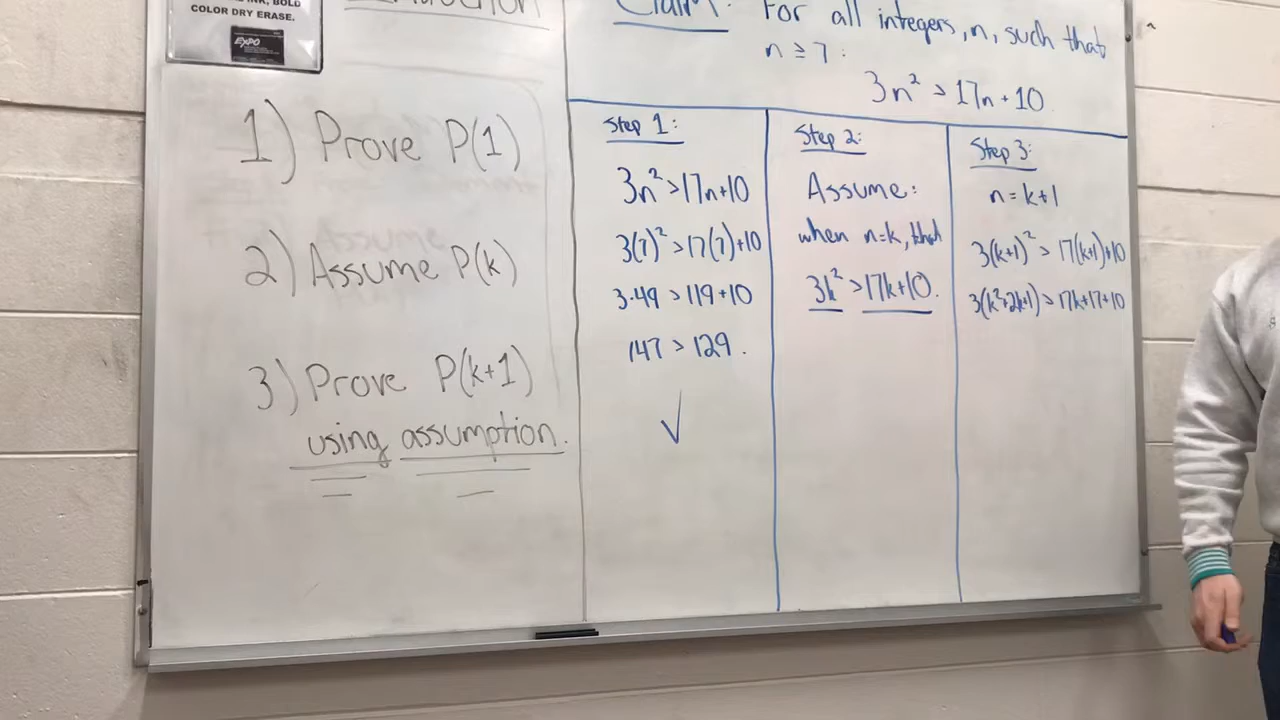 INK, BOLD
COLOR DRY ERASE.
EXPO
Induction
1) Prove P(1)
2) Assume P(k)
3) Prove P(k+1)
using assumption.
Claim: For all integers, n, such that
n ≥ 7:
3n² > 17n + 10
Step 1:
3n² > 17n+10
3(7)² > 17(7)+10
3·49 > 119+10
147 > 129.
✓
Step 2:
Assume:
when n=k, that
3k² > 17k+10.
Step 3:
n=k+1
3(k+1)² > 17(k+1)+10
3(k²+2k+1) > 17k+17+10